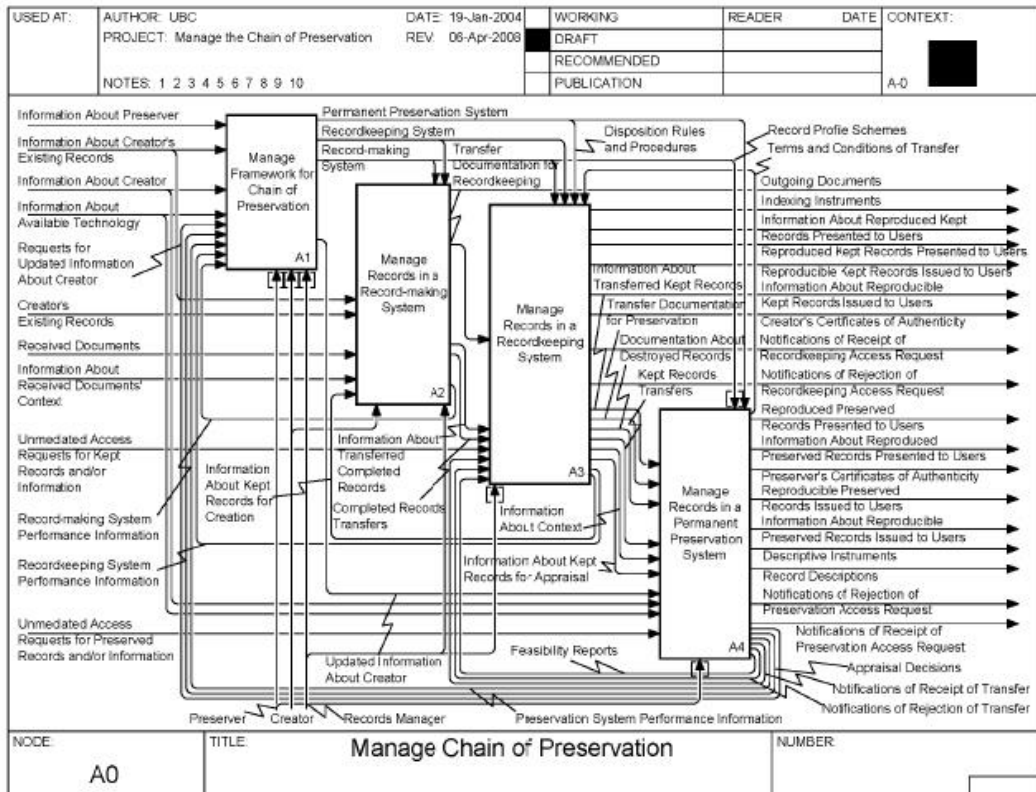 USED AT:
AUTHOR: UBC
DATE: 19-Jan-2004
PROJECT: Manage the Chain of Preservation
REV: 06-Apr-2008
NOTES: 1 2 3 4 5 6 7 8 9 10
WORKING
DRAFT
RECOMMENDED
PUBLICATION
READER
DATE
CONTEXT:
A-0
Information About Preserver
Information About Creator's
Existing Records
Information About Creator
Information About
Available Technology
Requests for
Updated Information
About Creator
Creator's
Existing Records
Received Documents
Information About
Received Documents'
Context
Unmedated Access
Requests for Kept
Records and/or
Information
Record-making System
Performance Information
Recordkeeping System
Performance Information
Unmedated Access
Requests for Preserved
Records and/or Information
Manage
Framework for
Chain of
Preservation
A1
Permanent Preservation System
Recordkeeping System
Record-making
System
Transfer
Documentation for
Recordkeeping
Disposition Rules
and Procedures
Record Profile Schemes
Terms and Conditions of Transfer
Manage
Records in a
Record-making
System
A2
Manage
Records in a
Recordkeeping
System
A3
Manage
Records in a
Permanent
Preservation
System
A4
Information About
Transferred Kept Records
Transfer Documentation
for Preservation
Documentation About
Destroyed Records
Kept Records
Transfers
Information
About Kept
Records for
Creation
Information About
Transferred
Completed
Records
Completed Records
Transfers
Information
About Context
Information About Kept
Records for Appraisal
Updated Information
About Creator
Feasibility Reports
Outgoing Documents
Indexing Instruments
Information About Reproduced Kept
Records Presented to Users
Reproduced Kept Records Presented to Users
Reproducible Kept Records Issued to Users
Information About Reproducible
Kept Records Issued to Users
Creator's Certificates of Authenticity
Notifications of Receipt of
Recordkeeping Access Request
Notifications of Rejection of
Recordkeeping Access Request
Reproduced Preserved
Records Presented to Users
Information About Reproduced
Preserved Records Presented to Users
Preserver's Certificates of Authenticity
Reproducible Preserved
Records Issued to Users
Information About Reproducible
Preserved Records Issued to Users
Descriptive Instruments
Record Descriptions
Notifications of Rejection of
Preservation Access Request
Notifications of Receipt of
Preservation Access Request
Appraisal Decisions
Notifications of Receipt of Transfer
Notifications of Rejection of Transfer
Preserver
Creator
Records Manager
Preservation System Performance Information
NODE:
A0
TITLE:
Manage Chain of Preservation
NUMBER: